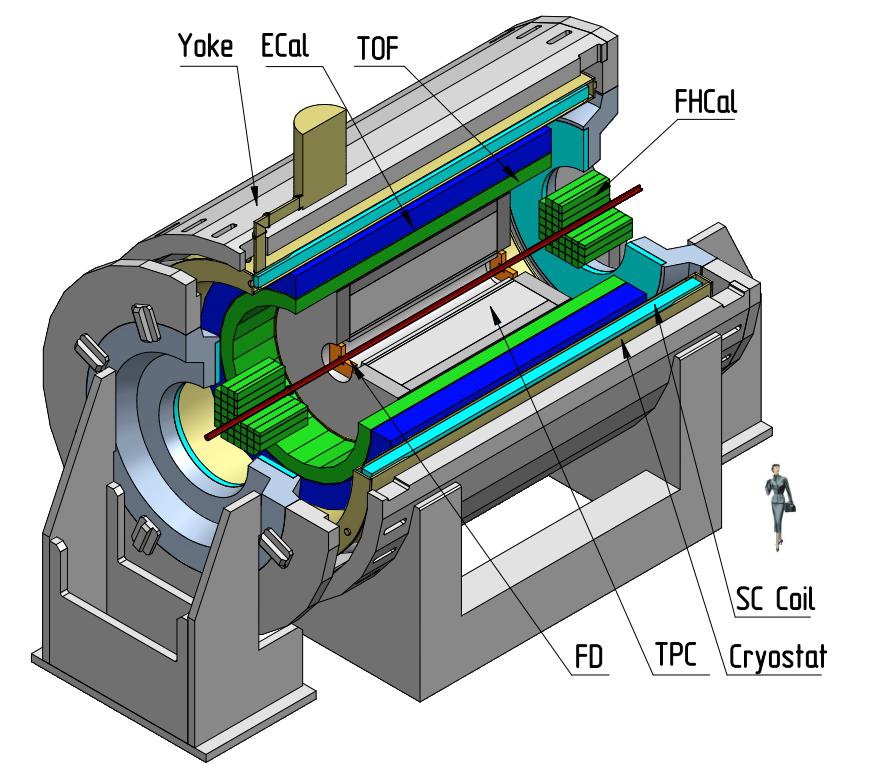 Yoke
ECal
TOF
FHCal
SC Coil
FD
TPC
Cryostat